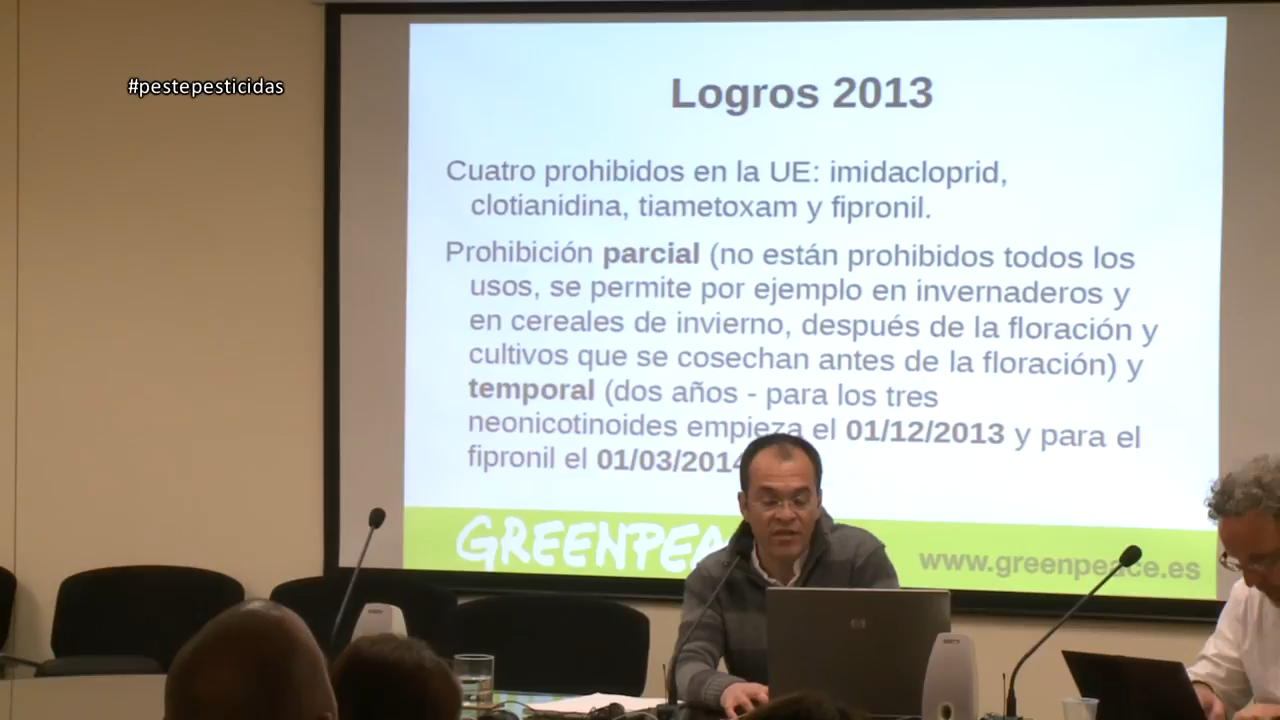 #pestepesticidas
Logros 2013
Cuatro prohibidos en la UE: imidacloprid,
clotianidina, tiametoxam y fipronil.
Prohibición parcial (no están prohibidos todos los
usos, se permite por ejemplo en invernaderos y
en cereales de invierno, después de la floración y
cultivos que se cosechan antes de la floración) y
temporal (dos años - para los tres
neonicotinoides empieza el 01/12/2013 y para el
fipronil el 01/03/2014
GREENPEA
www.greenpeace.es
hp